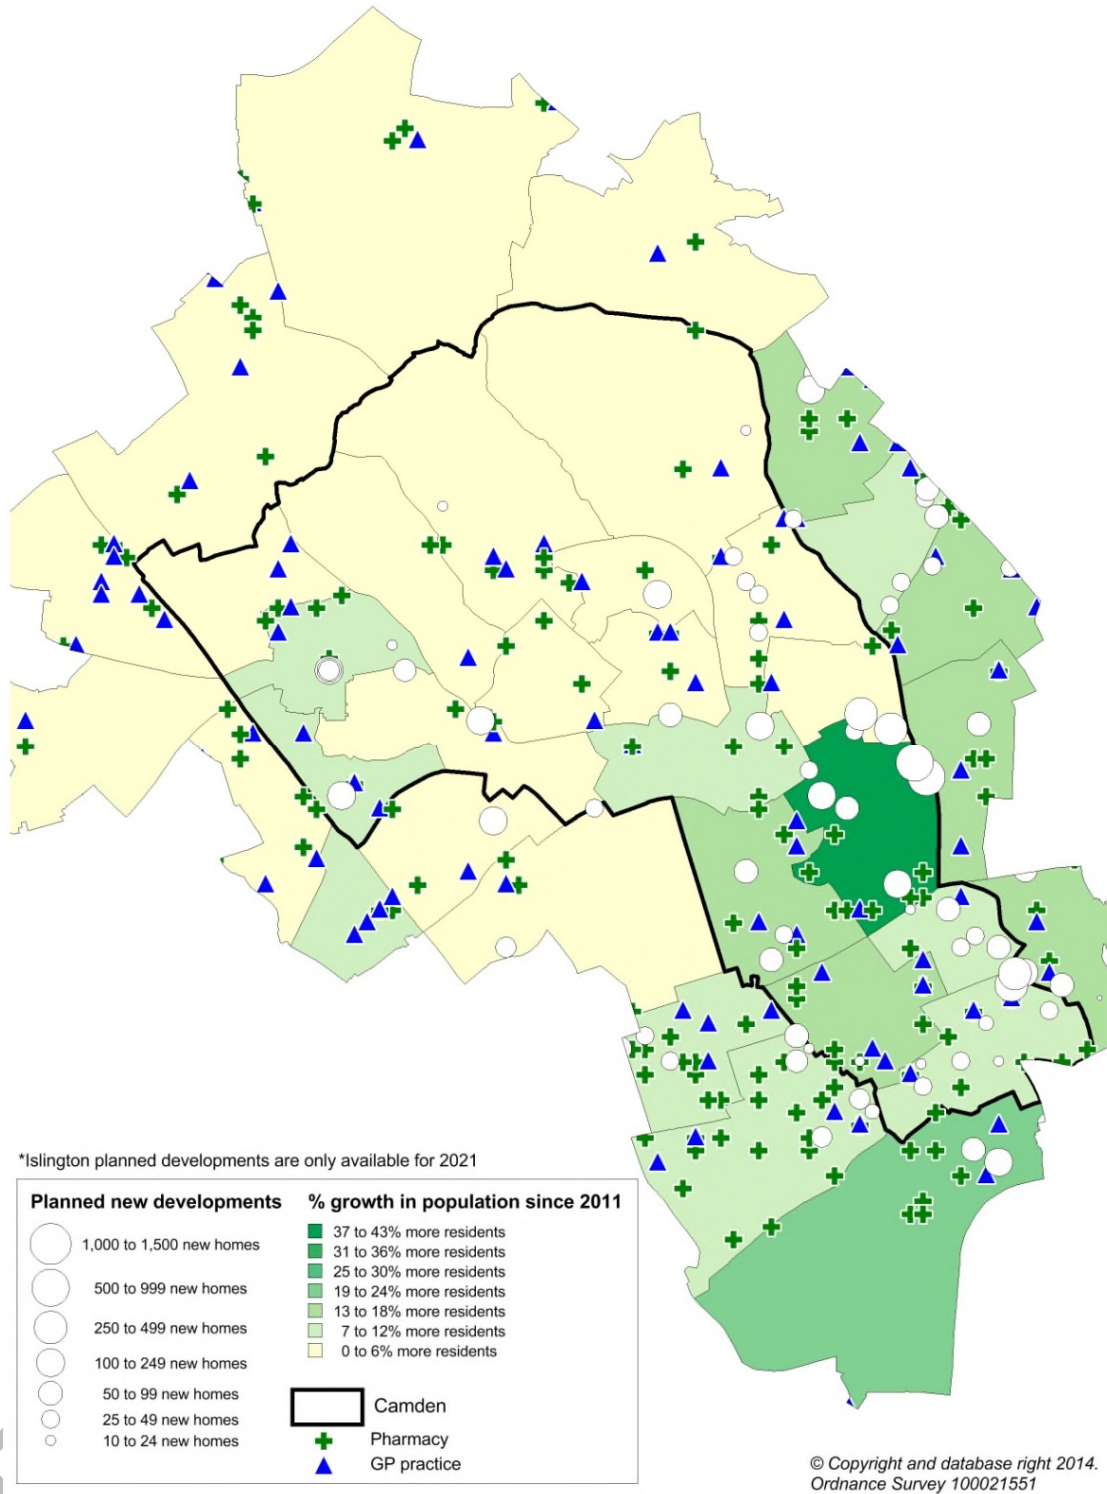 *Islington planned developments are only available for 2021
Planned new developments
1,000 to 1,500 new homes
500 to 999 new homes
250 to 499 new homes
100 to 249 new homes
50 to 99 new homes
25 to 49 new homes
10 to 24 new homes
% growth in population since 2011
37 to 43% more residents
31 to 36% more residents
25 to 30% more residents
19 to 24% more residents
13 to 18% more residents
7 to 12% more residents
0 to 6% more residents
Camden
Pharmacy
GP practice
© Copyright and database right 2014.
Ordnance Survey 100021551